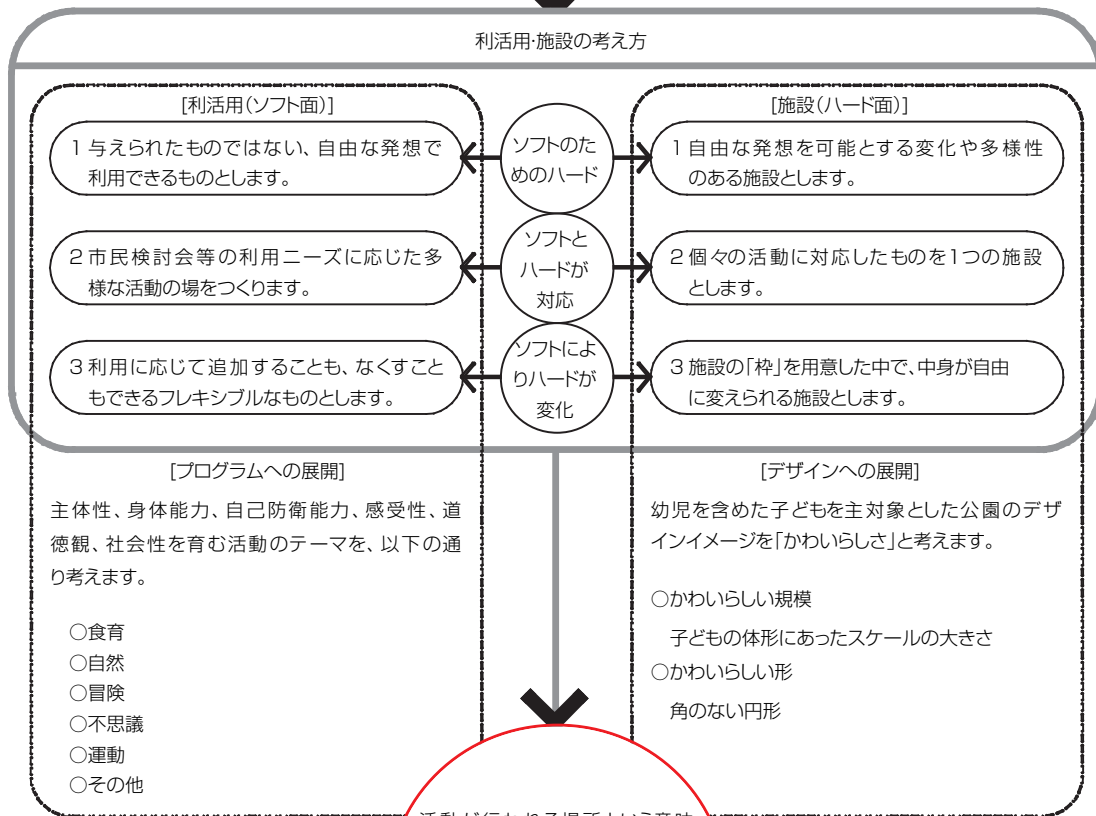 利活用・施設の考え方
[利活用(ソフト面)]
1 与えられたものではない、自由な発想で
利用できるものとします。
2 市民検討会等の利用ニーズに応じた多
様な活動の場をつくります。
3 利用に応じて追加することも、なくすこと
もできるフレキシブルなものとします。
ソフトのた
めのハード
ソフトと
ハードが
対応
ソフトによ
りハードが
変化
[施設(ハード面)]
1 自由な発想を可能とする変化や多様性
のある施設とします。
2 個々の活動に対応したものを1つの施設
とします。
3 施設の「枠」を用意した中で、中身が自由
に変えられる施設とします。
[プログラムへの展開]
主体性、身体能力、自己防衛能力、感受性、道
徳観、社会性を育む活動のテーマを、以下の通
り考えます。
○食育
○自然
○冒険
○不思議
○運動
○その他
[デザインへの展開]
幼児を含めた子どもを主対象とした公園のデザ
インイメージを「かわいらしさ」と考えます。
○かわいらしい規模
子どもの体形にあったスケールの大きさ
○かわいらしい形
角のない円形
活動が行われる場所という意味